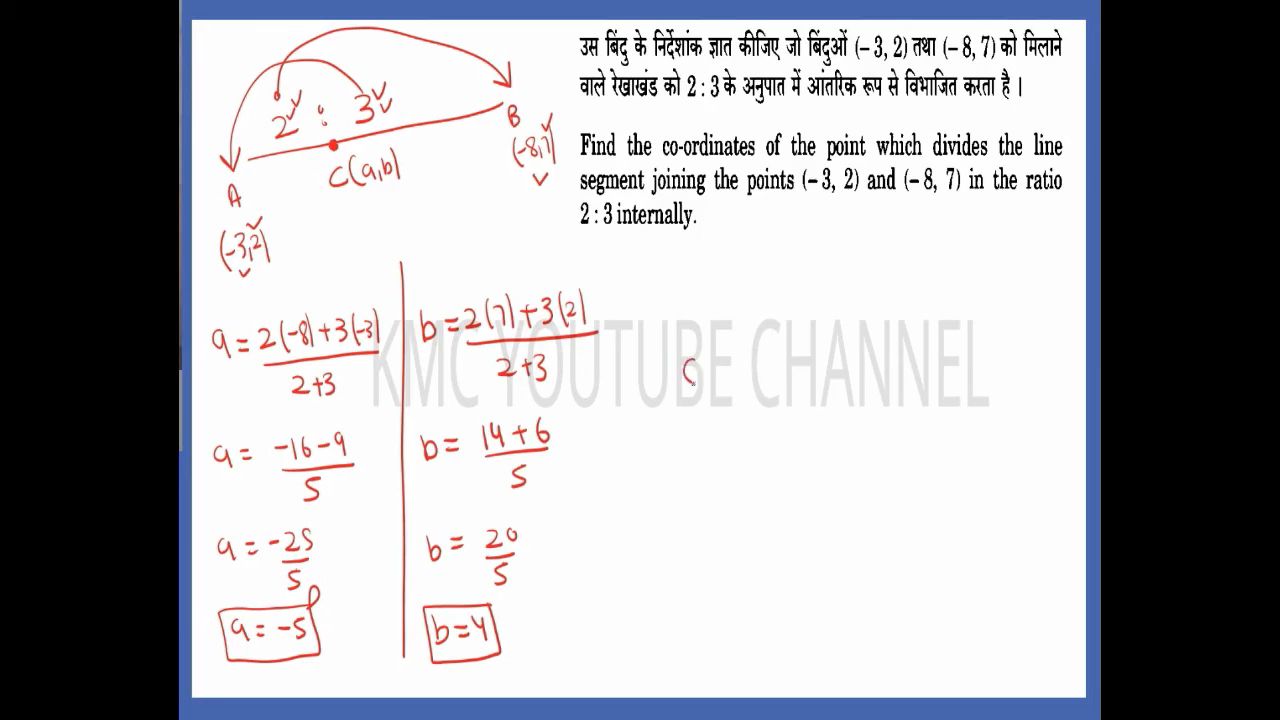 उस बिंदु के निर्देशांक ज्ञात कीजिए जो बिंदुओं (– 3, 2) तथा (– 8, 7) को मिलाने
वाले रेखाखंड को 2 : 3 के अनुपात में आंतरिक रूप से विभाजित करता है ।
Find the co-ordinates of the point which divides the line
segment joining the points (– 3, 2) and (– 8, 7) in the ratio
2 : 3 internally.
2 : 3
A
(-3,2)
C(a,b)
B
(-8,7)
a = 2(-8)+3(-3)
2+3
a = -16-9
5
a = -25
5
a = -5
b = 2(7)+3(2)
2+3
b = 14+6
5
b = 20
5
b=4
C
KMC YOUTUBE CHANNEL